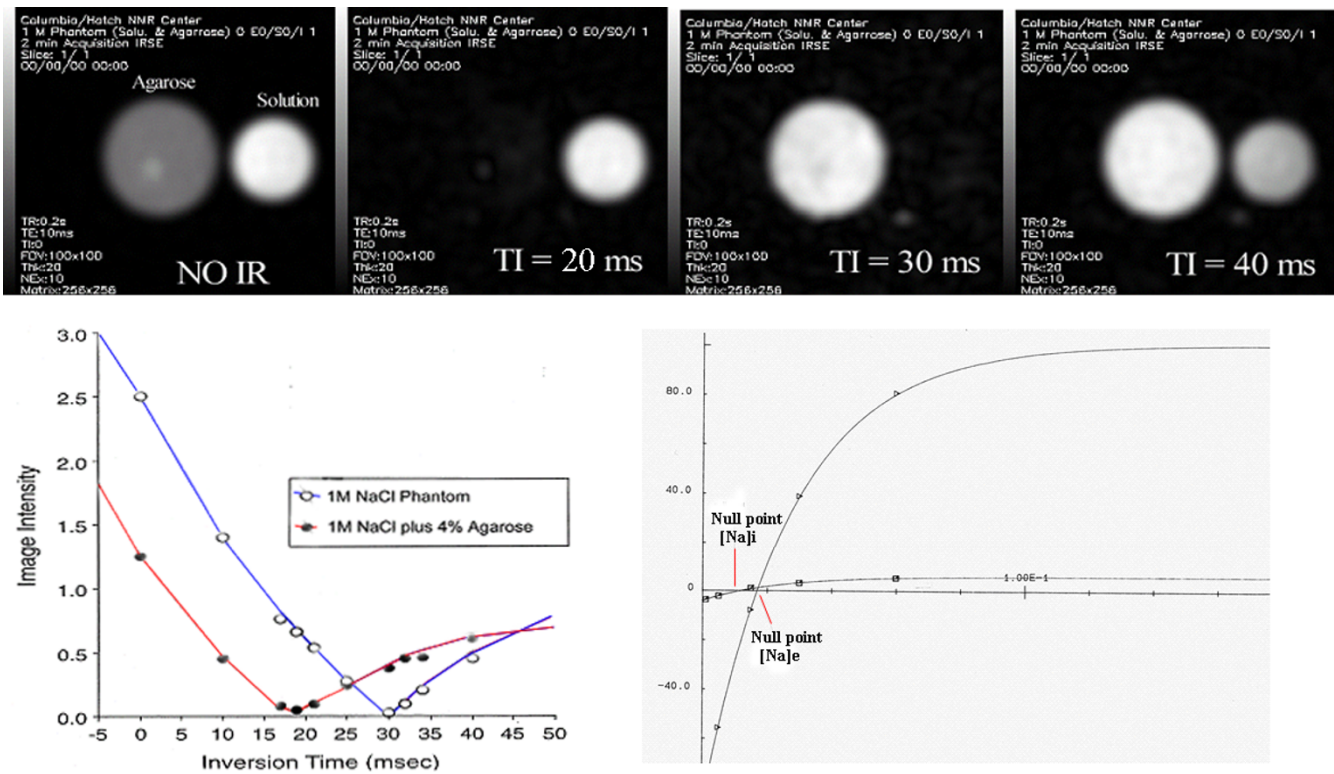 Columbia/Hatch NNR Center
1 M Phantom (Solu. & Agarrose) 0 E0/S0/I 1
2 min Acquisition IRSE
Slice: 1/ 1
00/00/00 00:00
Agarose
Solution
TR:0.2s
TE:10ms
TI:0
FOV:100x100
Thk:20
NEx:10
Matrix:256x256
NO IR
Columbia/Hatch NNR Center
1 M Phantom (Solu. & Agarrose) 0 E0/S0/I 1
2 min Acquisition IRSE
Slice: 1/ 1
00/00/00 00:00
TR:0.2s
TE:10ms
TI:0
FOV:100x100
Thk:20
NEx:10
Matrix:256x256
TI = 20 ms
Columbia/Hatch NNR Center
1 M Phantom (Solu. & Agarrose) 0 E0/S0/I 1
2 min Acquisition IRSE
Slice: 1/ 1
00/00/00 00:00
TR:0.2s
TE:10ms
TI:0
FOV:100x100
Thk:20
NEx:10
Matrix:256x256
TI = 30 ms
Columbia/Hatch NNR Center
1 M Phantom (Solu. & Agarrose) 0 E0/S0/I 1
2 min Acquisition IRSE
Slice: 1/ 1
00/00/00 00:00
TR:0.2s
TE:10ms
TI:0
FOV:100x100
Thk:20
NEx:10
Matrix:256x256
TI = 40 ms
3.0
2.5
2.0
1.5
1.0
0.5
0.0
Image Intensity
1M NaCl Phantom
1M NaCl plus 4% Agarose
-5 0 5 10 15 20 25 30 35 40 45 50
Inversion Time (msec)
80.0
40.0
0
-40.0
Null point
[Na]i
1.00E-1
Null point
[Na]e